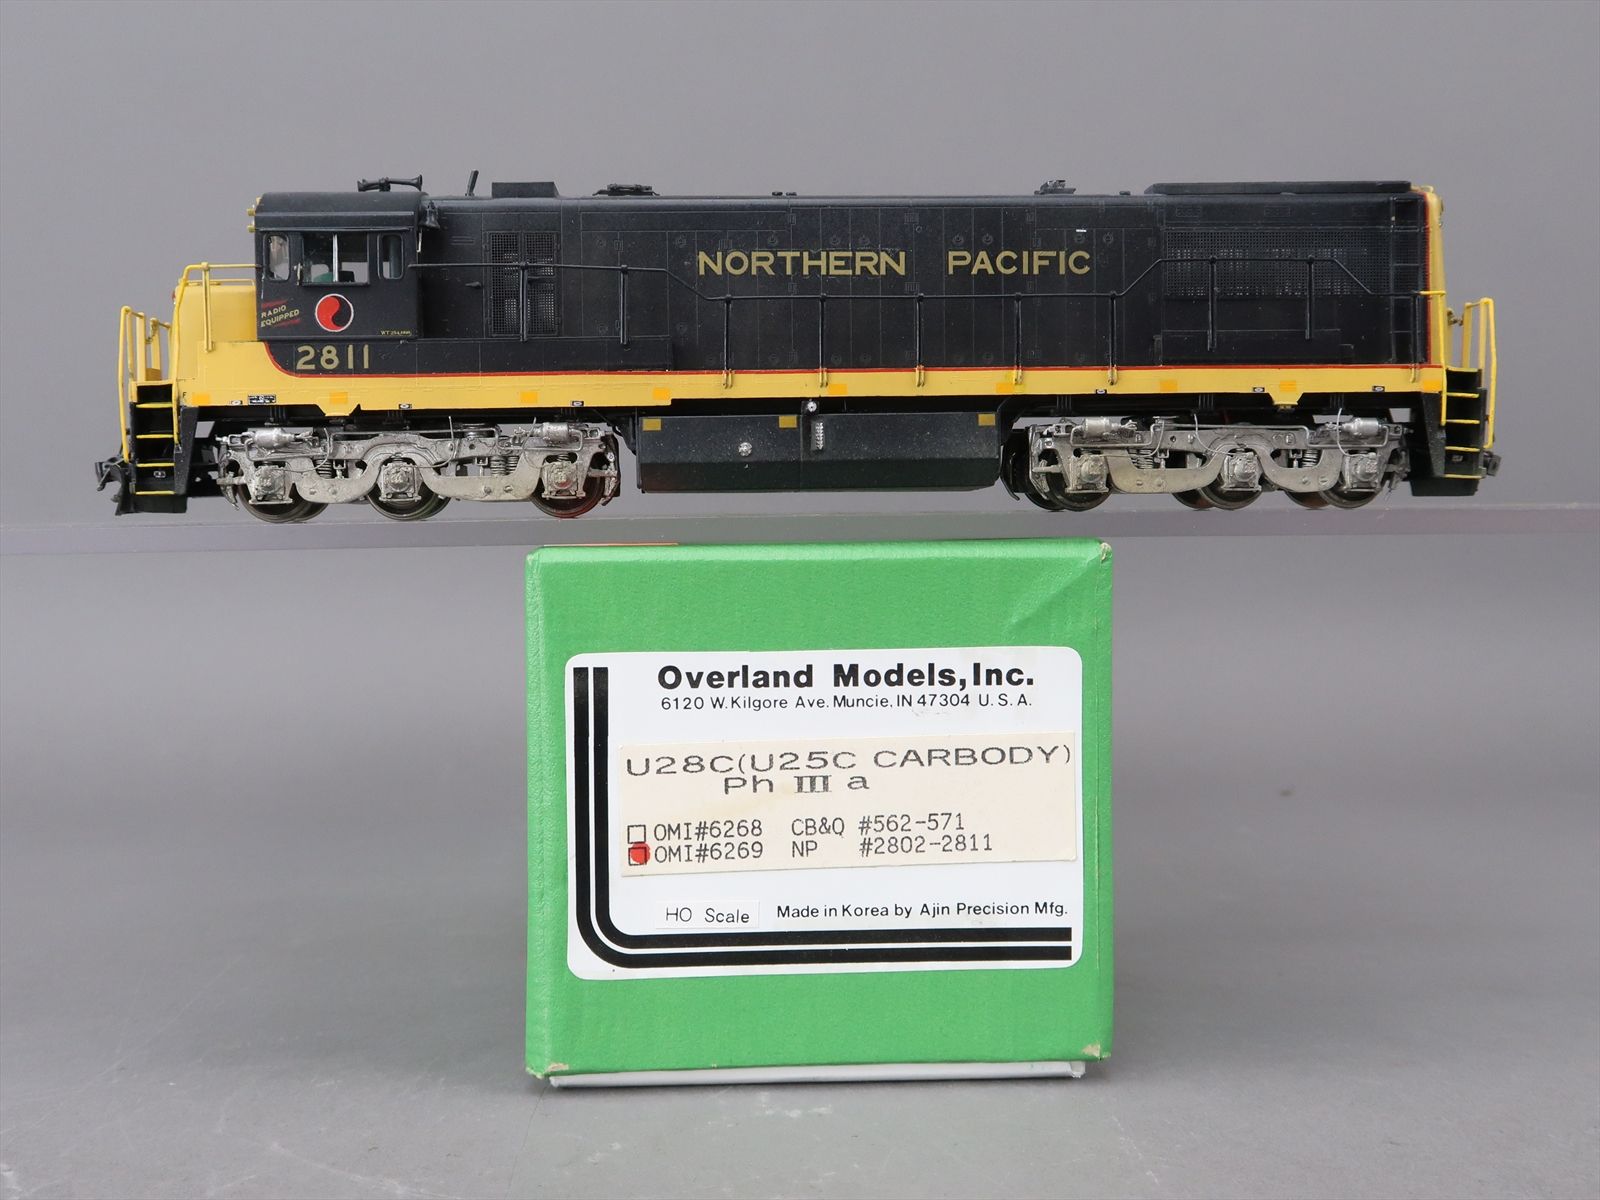 NORTHERN PACIFIC
RADIO
EQUIPPED
2811
Overland Models, Inc.
6120 W. Kilgore Ave. Muncie, IN 47304 U.S.A.
U28C(U25C CARBODY)
Ph III a
OMI#6268 CB&Q #562-571
OMI#6269 NP #2802-2811
HO Scale
Made in Korea by Ajin Precision Mfg.